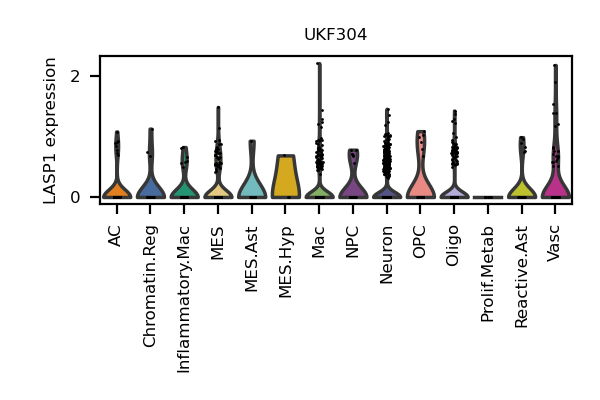 UKF304
LASP1 expression
2
0
AC
Chromatin.Reg
Inflammatory.Mac
MES
MES.Ast
MES.Hyp
Mac
NPC
Neuron
OPC
Oligo
Prolif.Metab
Reactive.Ast
Vasc